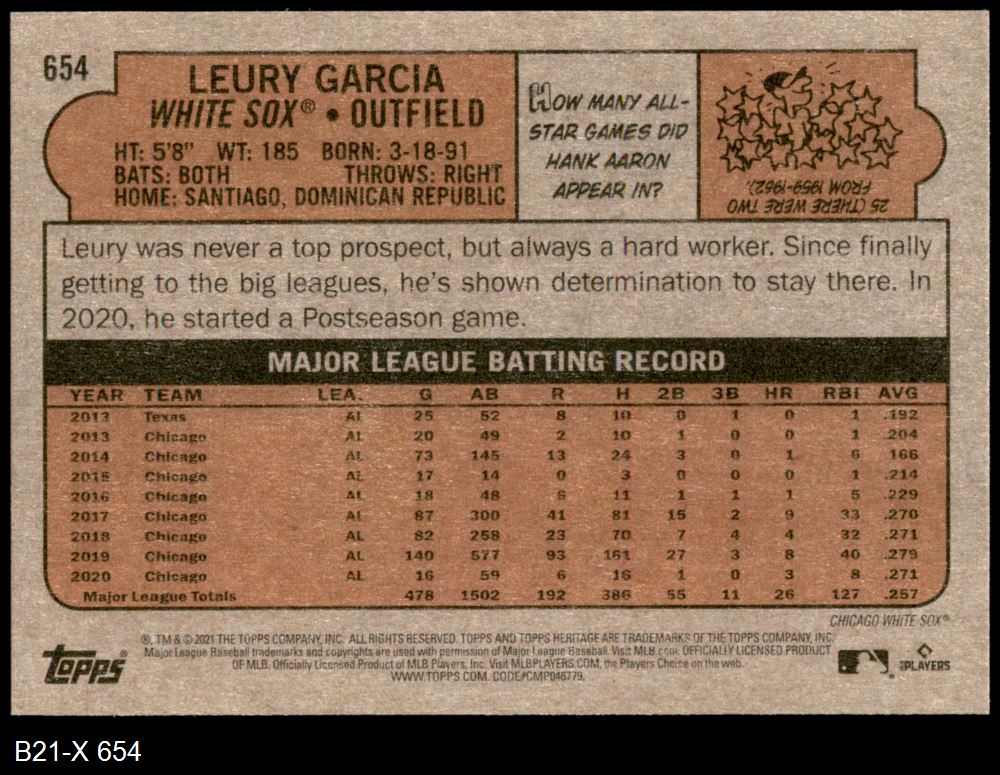 654
LEURY GARCIA
WHITE SOX® • OUTFIELD
HT: 5'8" WT: 185 BORN: 3-18-91
BATS: BOTH THROWS: RIGHT
HOME: SANTIAGO, DOMINICAN REPUBLIC
HOW MANY ALL-
STAR GAMES DID
HANK AARON
APPEAR IN?
25 (THERE WERE TWO
FROM 1959-1962).
Leury was never a top prospect, but always a hard worker. Since finally
getting to the big leagues, he's shown determination to stay there. In
2020, he started a Postseason game.
MAJOR LEAGUE BATTING RECORD
YEAR TEAM LEA. G AB R H 2B 3B HR RBI AVG
2013 Texas AL 25 52 8 10 0 1 0 1 .192
2013 Chicago AL 20 49 2 10 1 0 0 1 .204
2014 Chicago AL 73 145 13 24 3 0 1 6 .166
2015 Chicago AL 17 14 0 3 0 0 0 1 .214
2016 Chicago AL 18 48 6 11 1 1 1 5 .229
2017 Chicago AL 87 300 41 81 15 2 9 33 .270
2018 Chicago AL 82 258 23 70 7 4 4 32 .271
2019 Chicago AL 140 577 93 161 27 3 8 40 .279
2020 Chicago AL 16 59 6 16 1 0 3 8 .271
Major League Totals 478 1502 192 386 55 11 26 127 .257
CHICAGO WHITE SOX®
®, TM & © 2021 THE TOPPS COMPANY, INC. ALL RIGHTS RESERVED. TOPPS AND TOPPS HERITAGE ARE TRADEMARKS OF THE TOPPS COMPANY, INC.
Major League Baseball trademarks and copyrights are used with permission of Major League Baseball. Visit MLB.com. OFFICIALLY LICENSED PRODUCT
OF MLB. Officially Licensed Product of MLB Players, Inc. Visit MLBPLAYERS.COM, the Players Choice on the web.
WWW.TOPPS.COM. CODE#CMP046779.
Topps®
PLAYERS
B21-X 654